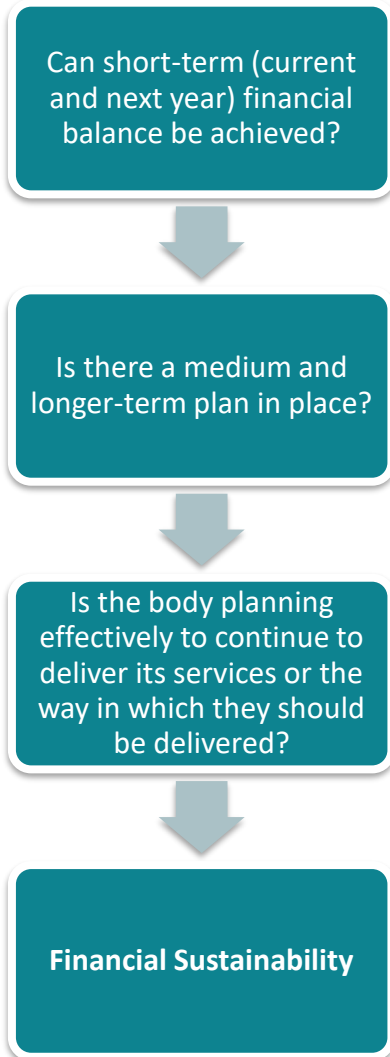 Can short-term (current
and next year) financial
balance be achieved?
Is there a medium and
longer-term plan in place?
Is the body planning
effectively to continue to
deliver its services or the
way in which they should
be delivered?
Financial Sustainability